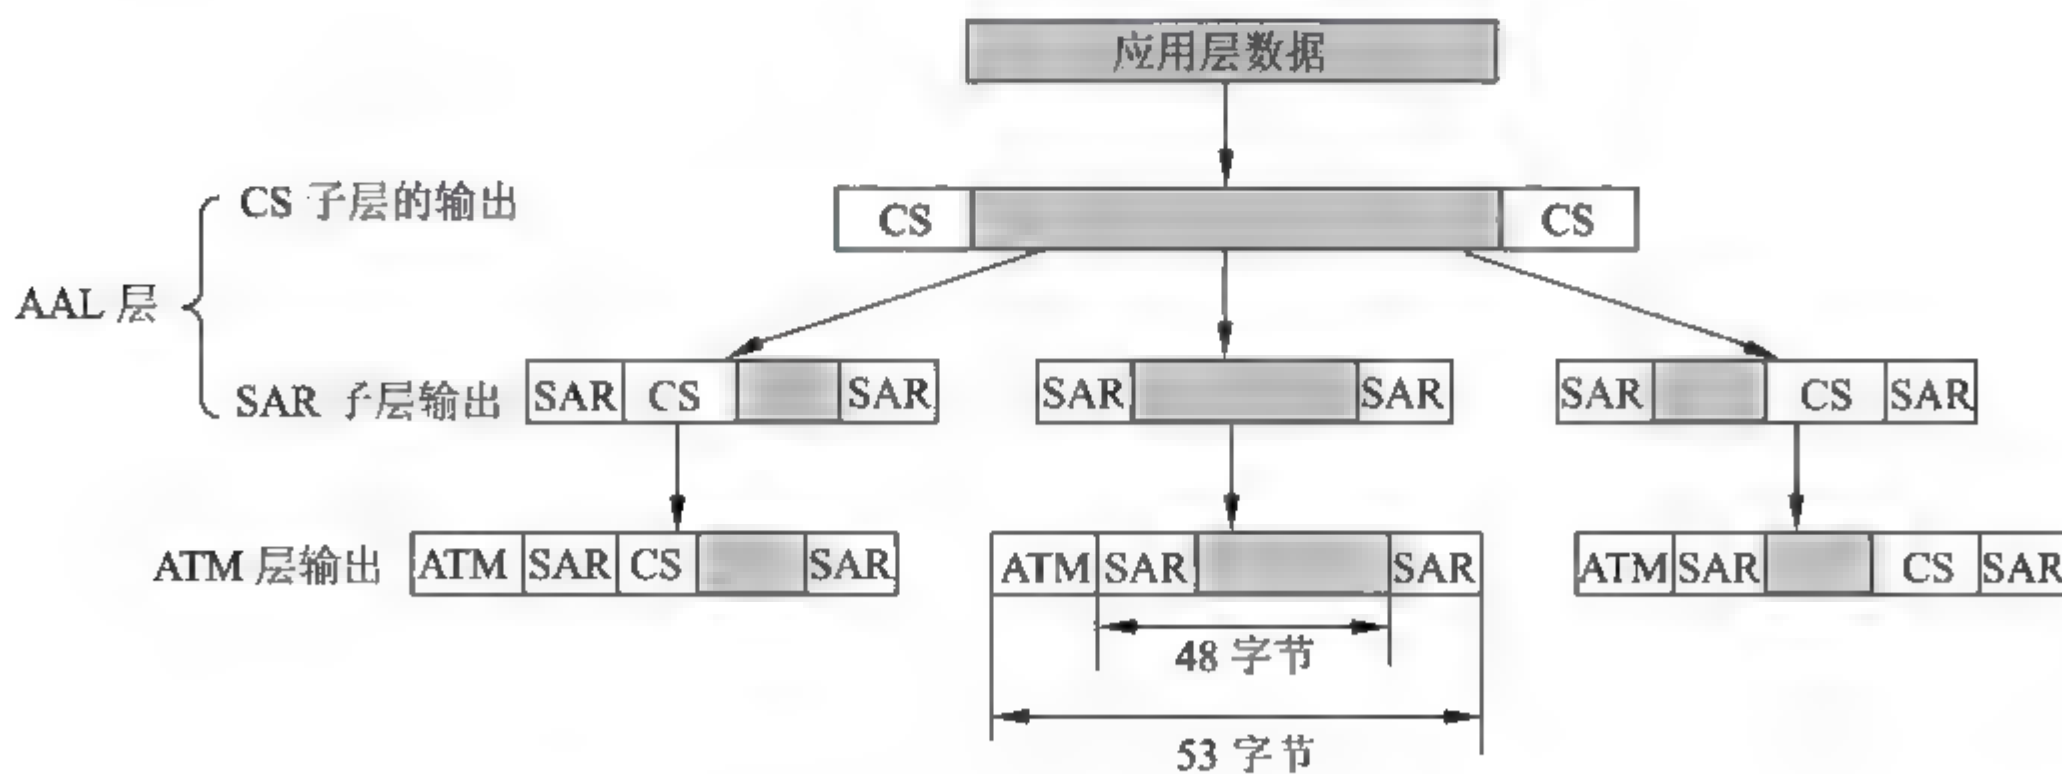 应用层数据
CS 子层的输出
CS
CS
AAL 层
SAR 子层输出
SAR CS SAR
SAR SAR
SAR CS SAR
ATM 层输出
ATM SAR CS SAR
ATM SAR SAR
ATM SAR CS SAR
48 字节
53 字节